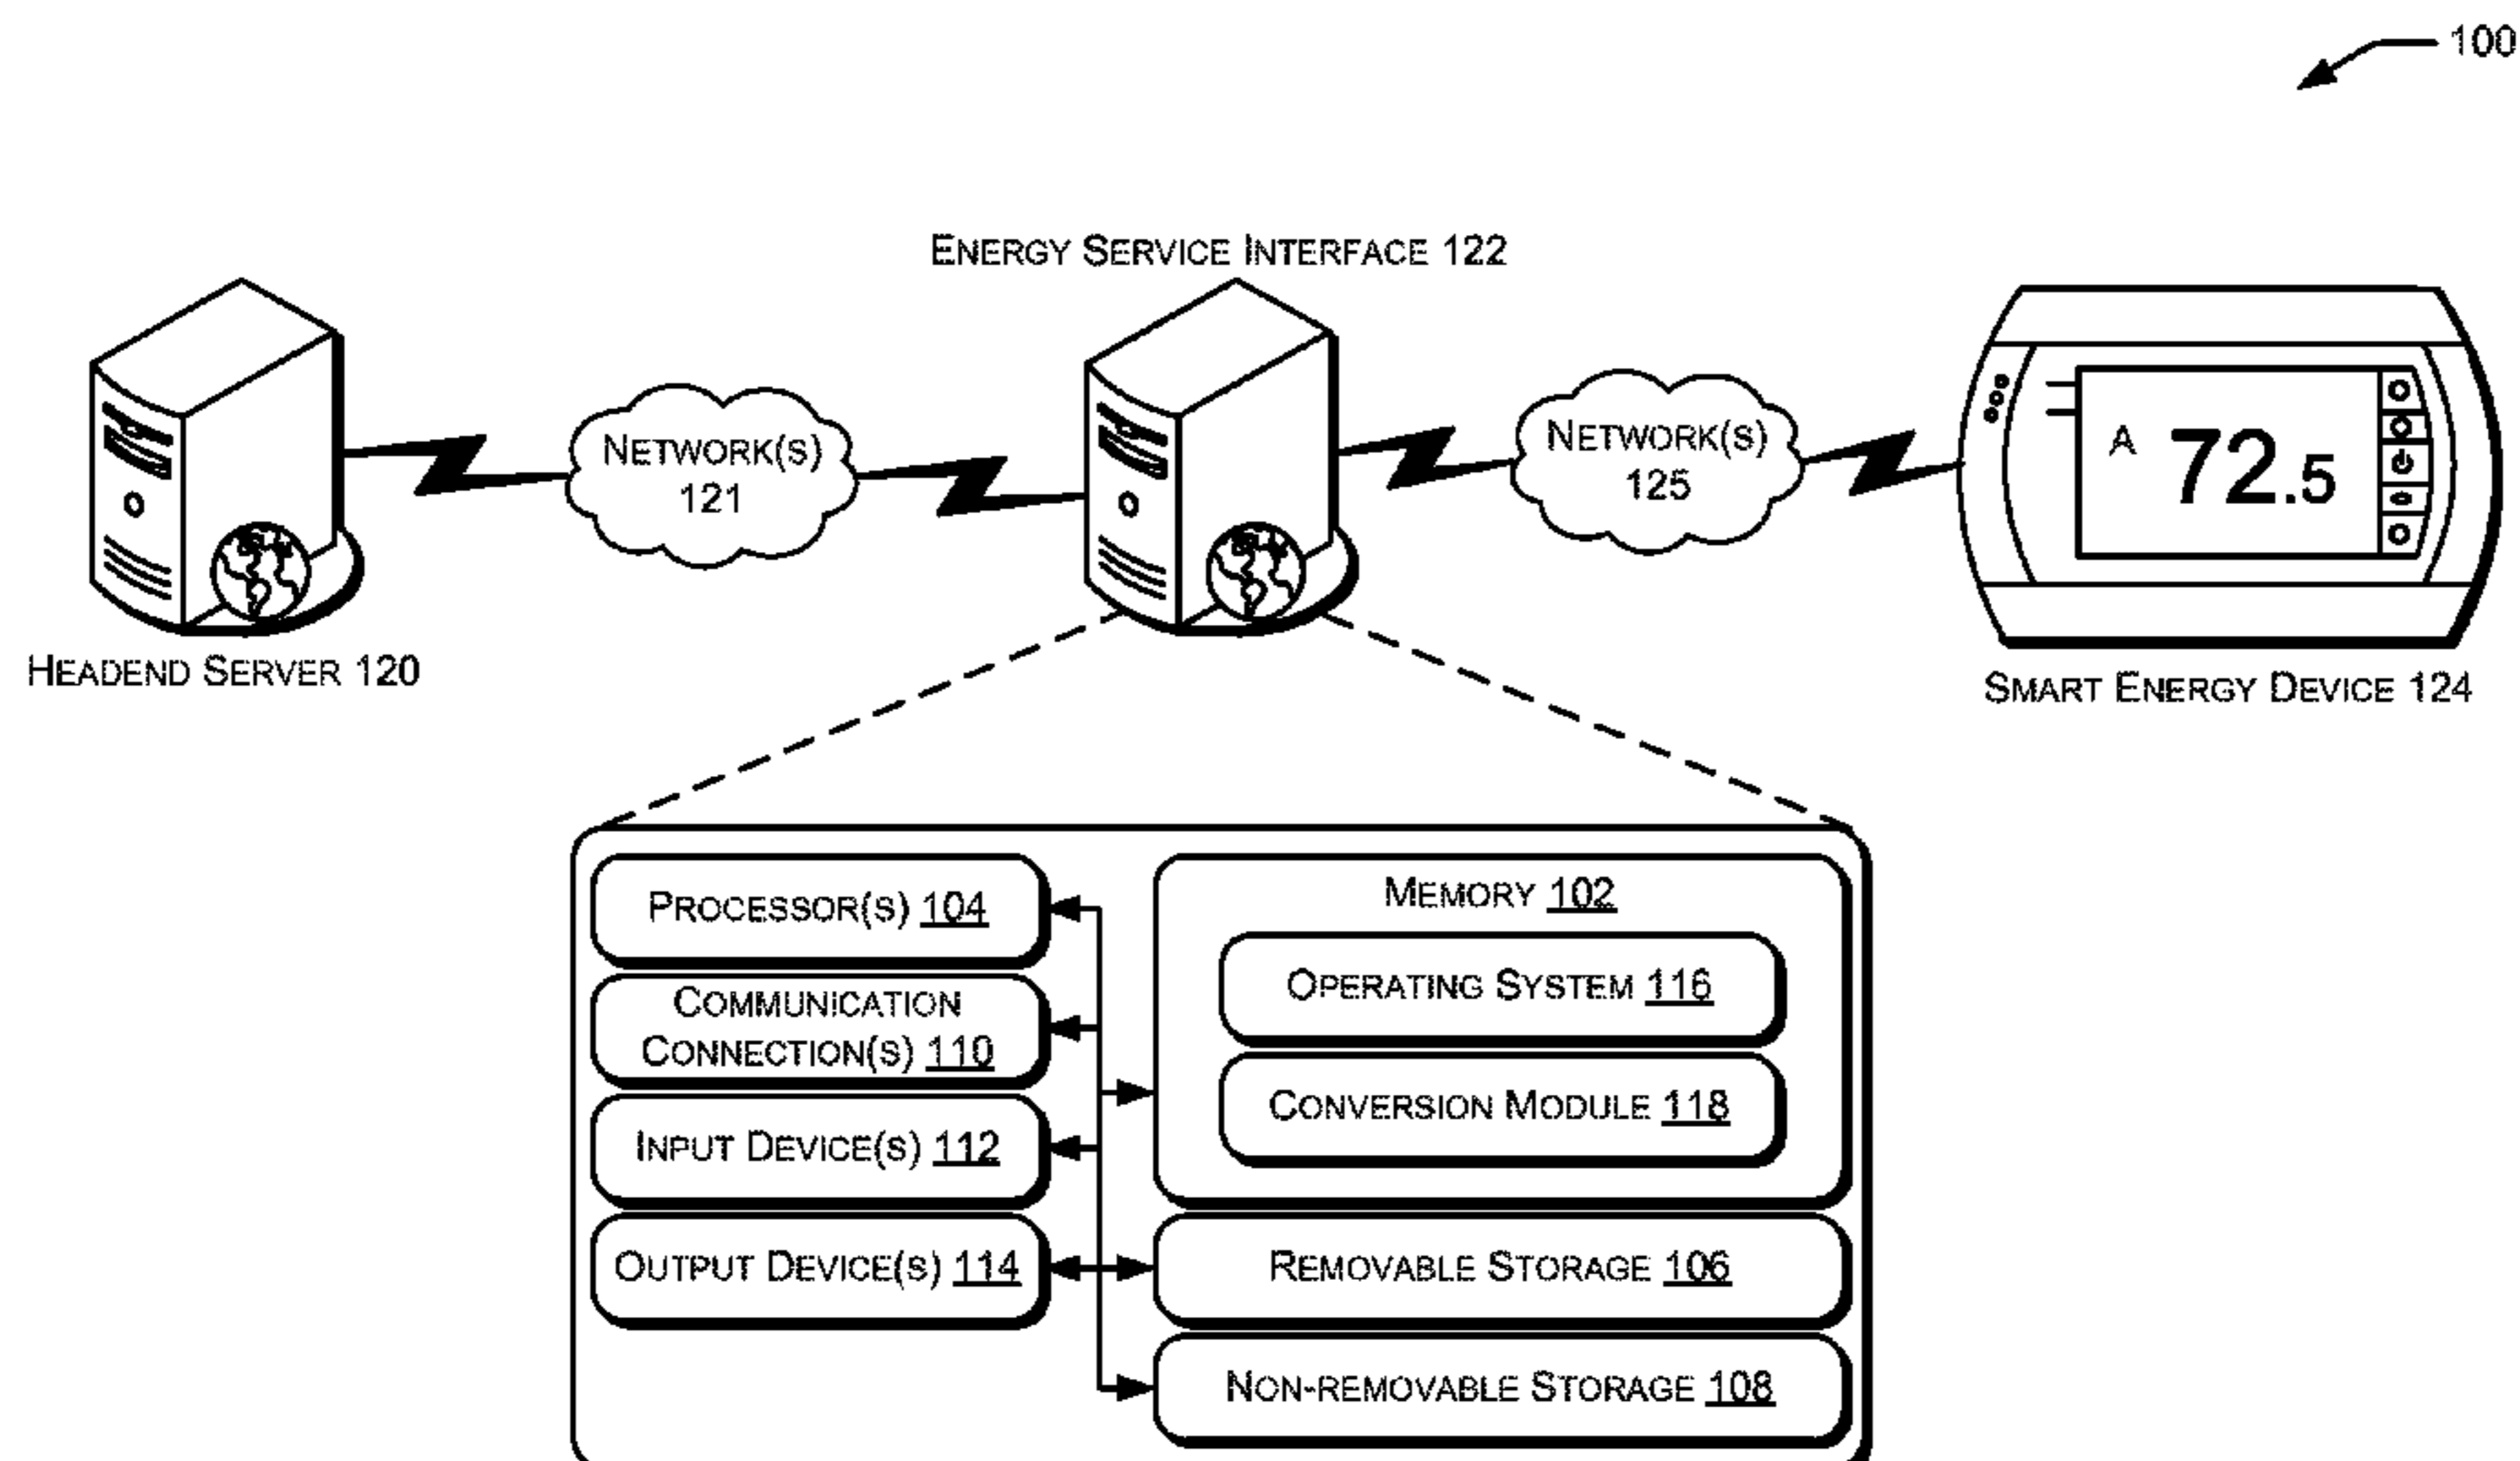 100
ENERGY SERVICE INTERFACE 122
NETWORK(S)
121
NETWORK(S)
125
A 72.5
HEADEND SERVER 120
SMART ENERGY DEVICE 124
PROCESSOR(S) 104
COMMUNICATION
CONNECTION(S) 110
INPUT DEVICE(S) 112
OUTPUT DEVICE(S) 114
MEMORY 102
OPERATING SYSTEM 116
CONVERSION MODULE 118
REMOVABLE STORAGE 106
NON-REMOVABLE STORAGE 108